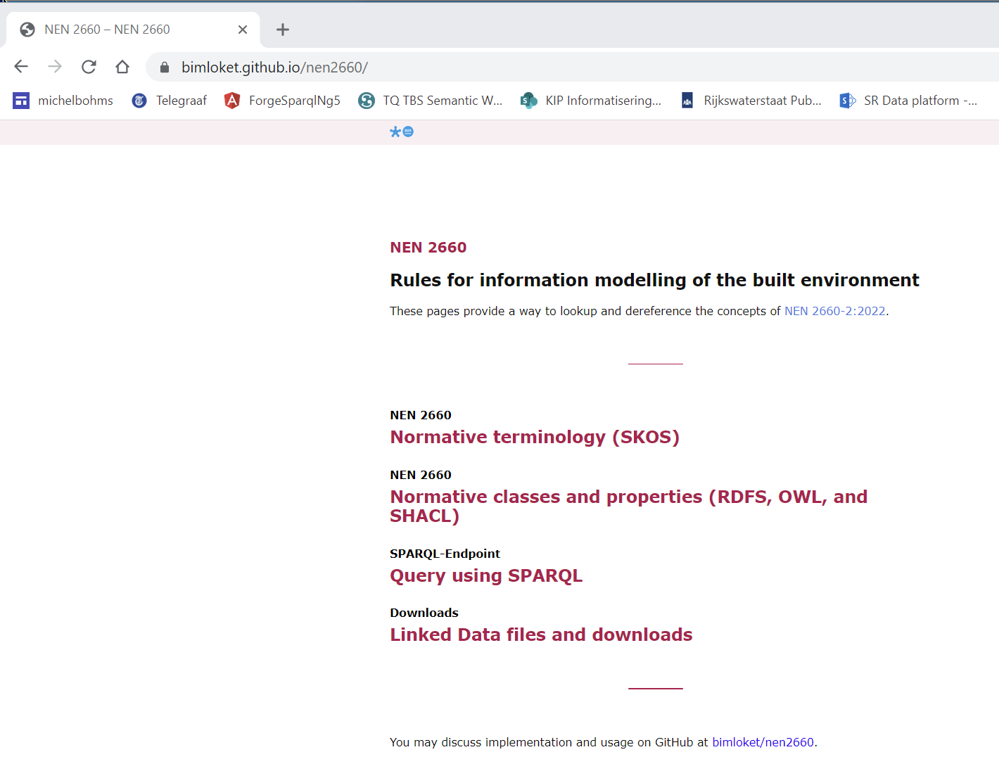 NEN 2660 – NEN 2660
bimloket.github.io/nen2660/
michelbohms Telegraaf ForgeSparqlNg5 TQ TBS Semantic W... KIP Informatisering... Rijkswaterstaat Pub... SR Data platform -...
NEN 2660
Rules for information modelling of the built environment
These pages provide a way to lookup and dereference the concepts of NEN 2660-2:2022.
NEN 2660
Normative terminology (SKOS)
NEN 2660
Normative classes and properties (RDFS, OWL, and
SHACL)
SPARQL-Endpoint
Query using SPARQL
Downloads
Linked Data files and downloads
You may discuss implementation and usage on GitHub at bimloket/nen2660.